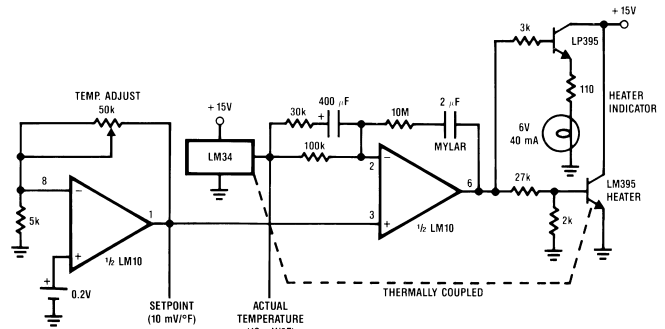 + 15V
3k
LP395
TEMP. ADJUST
50k
+ 15V
30k
400 µF
+
10M
2 µF
MYLAR
110
HEATER
INDICATOR
6V
40 mA
LM34
100k
8
−
2
−
5k
1
6
27k
LM395
HEATER
½ LM10
3
+
½ LM10
2k
+
+
0.2V
THERMALLY COUPLED
SETPOINT
(10 mV/°F)
ACTUAL
TEMPERATURE